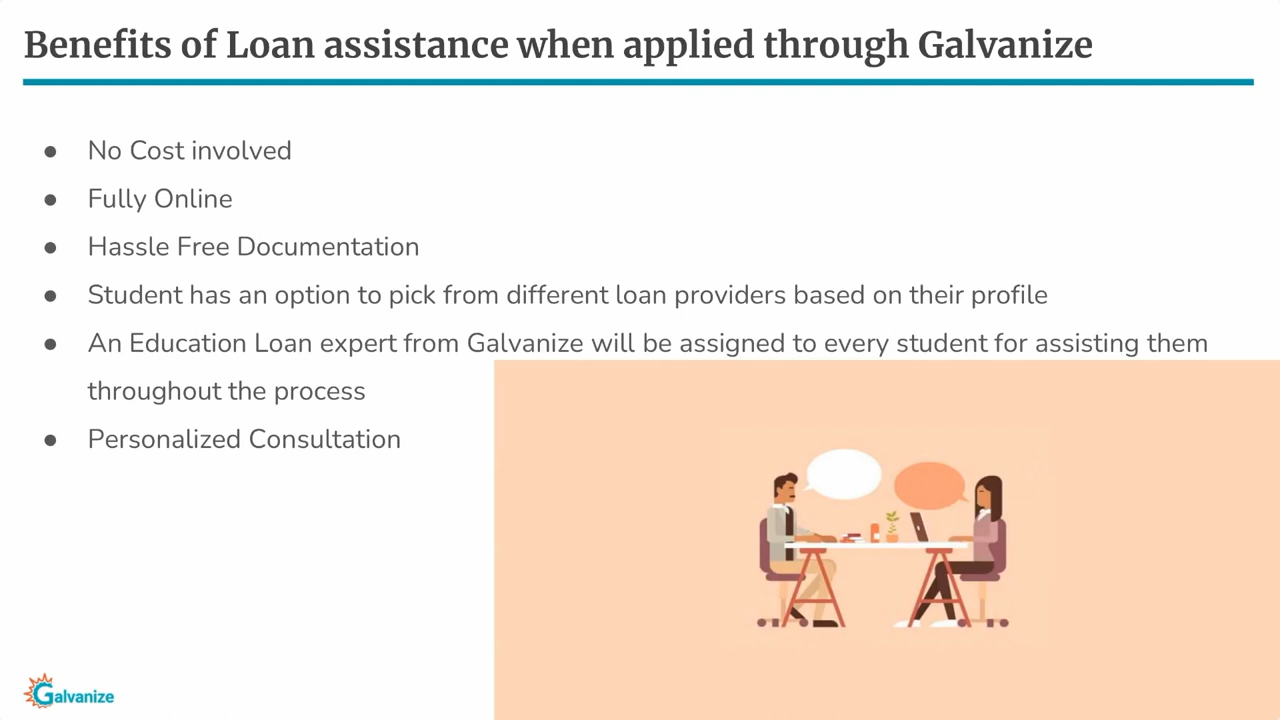 Benefits of Loan assistance when applied through Galvanize
● No Cost involved
● Fully Online
● Hassle Free Documentation
● Student has an option to pick from different loan providers based on their profile
● An Education Loan expert from Galvanize will be assigned to every student for assisting them
throughout the process
● Personalized Consultation
Galvanize